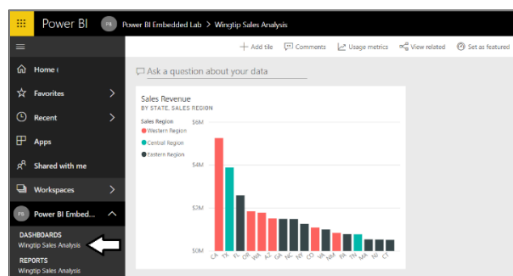 Power BI
PB
Power BI Embedded Lab > Wingtip Sales Analysis
Add tile
Comments
Usage metrics
View related
Set as featured
Home
Favorites
Recent
Apps
Shared with me
Workspaces
PB
Power BI Embed...
DASHBOARDS
Wingtip Sales Analysis
REPORTS
Wingtip Sales Analysis
Ask a question about your data
Sales Revenue
BY STATE, SALES REGION
Sales Region
Western Region
Central Region
Eastern Region
$6M
$4M
$2M
$0M
CA
TX
FL
OR
WA
AZ
GA
NC
NY
CO
VA
NM
PA
TN
MA
NJ
CT